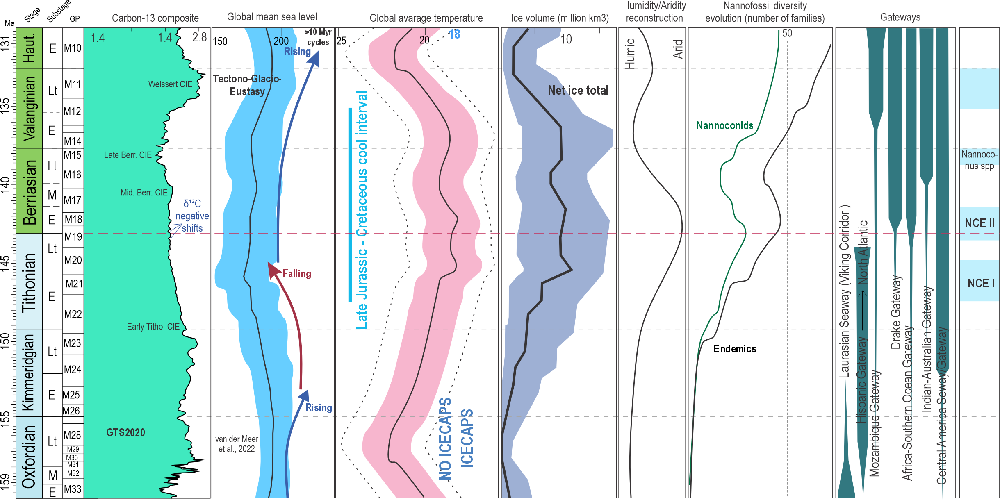 Ma
Stage
Substage
GP
Carbon-13 composite
Global mean sea level
Global avarage temperature
Ice volume (million km3)
Humidity/Aridity
reconstruction
Nannofossil diversity
evolution (number of families)
Gateways
131
135
140
145
150
155
159
Haut.
Valanginian
Berriasian
Tithonian
Kimmeridgian
Oxfordian
E
Lt
E
Lt
M
E
Lt
E
Lt
E
Lt
M
E
M10
M11
M12
M14
M15
M16
M17
M18
M19
M20
M21
M22
M23
M24
M25
M26
M28
M29
M30
M31
M32
M33
-1.4
1.4
2.8
Weissert CIE
Late Berr. CIE
Mid. Berr. CIE
δ¹³C
negative
shifts
Early Titho. CIE
GTS2020
150
200
>10 Myr
cycles
Rising
Tectono-Glacio-
Eustasy
Falling
Rising
van der Meer
et al., 2022
25
20
18
Late Jurassic - Cretaceous cool interval
NO ICECAPS
ICECAPS
10
Net ice total
Humid
Arid
50
Nannoconids
Endemics
Laurasian Seaway (Viking Corridor )
Hispanic Gateway
North Atlantic
Mozambique Gateway
Drake Gateway
Africa-Southern Ocean Gateway
Indian-Australian Gateway
Central America Seway/Gateway
Nannoco-
nus spp
NCE II
NCE I